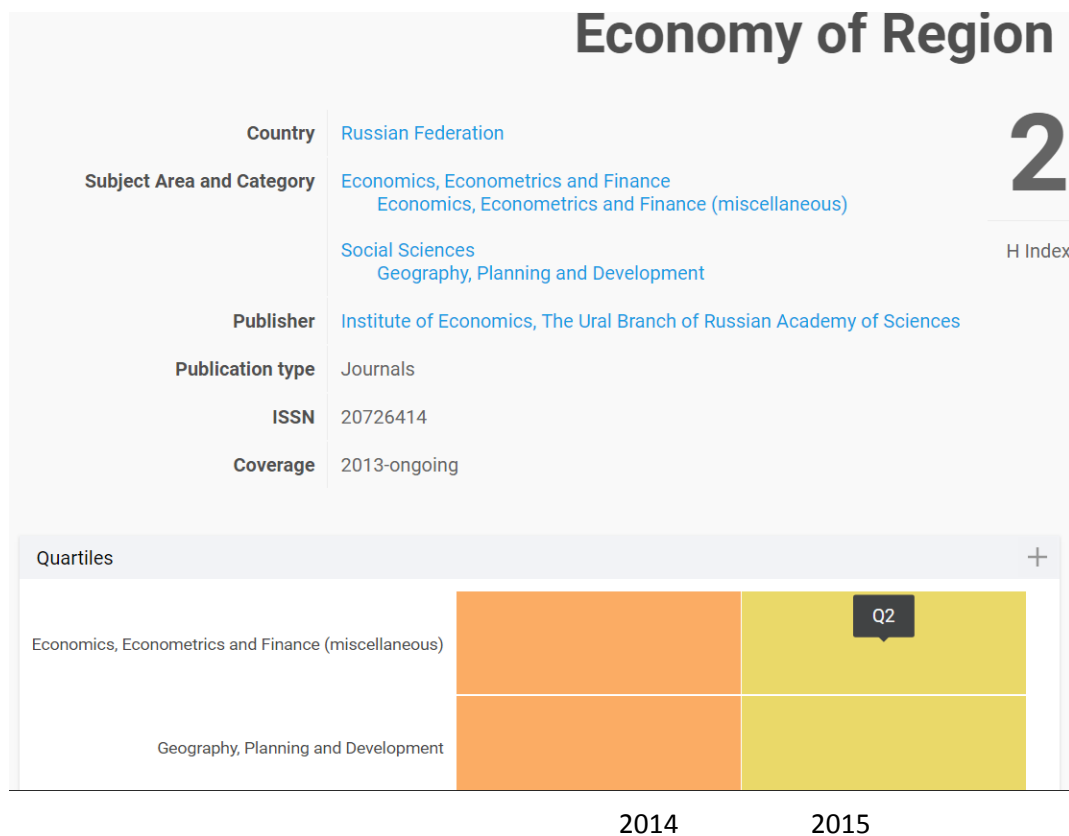 Economy of Region
Country Russian Federation
2
Subject Area and Category Economics, Econometrics and Finance
Economics, Econometrics and Finance (miscellaneous)
Social Sciences
H Index
Geography, Planning and Development
Publisher Institute of Economics, The Ural Branch of Russian Academy of Sciences
Publication type Journals
ISSN 20726414
Coverage 2013-ongoing
Quartiles
Q2
Economics, Econometrics and Finance (miscellaneous)
Geography, Planning and Development
2014 2015